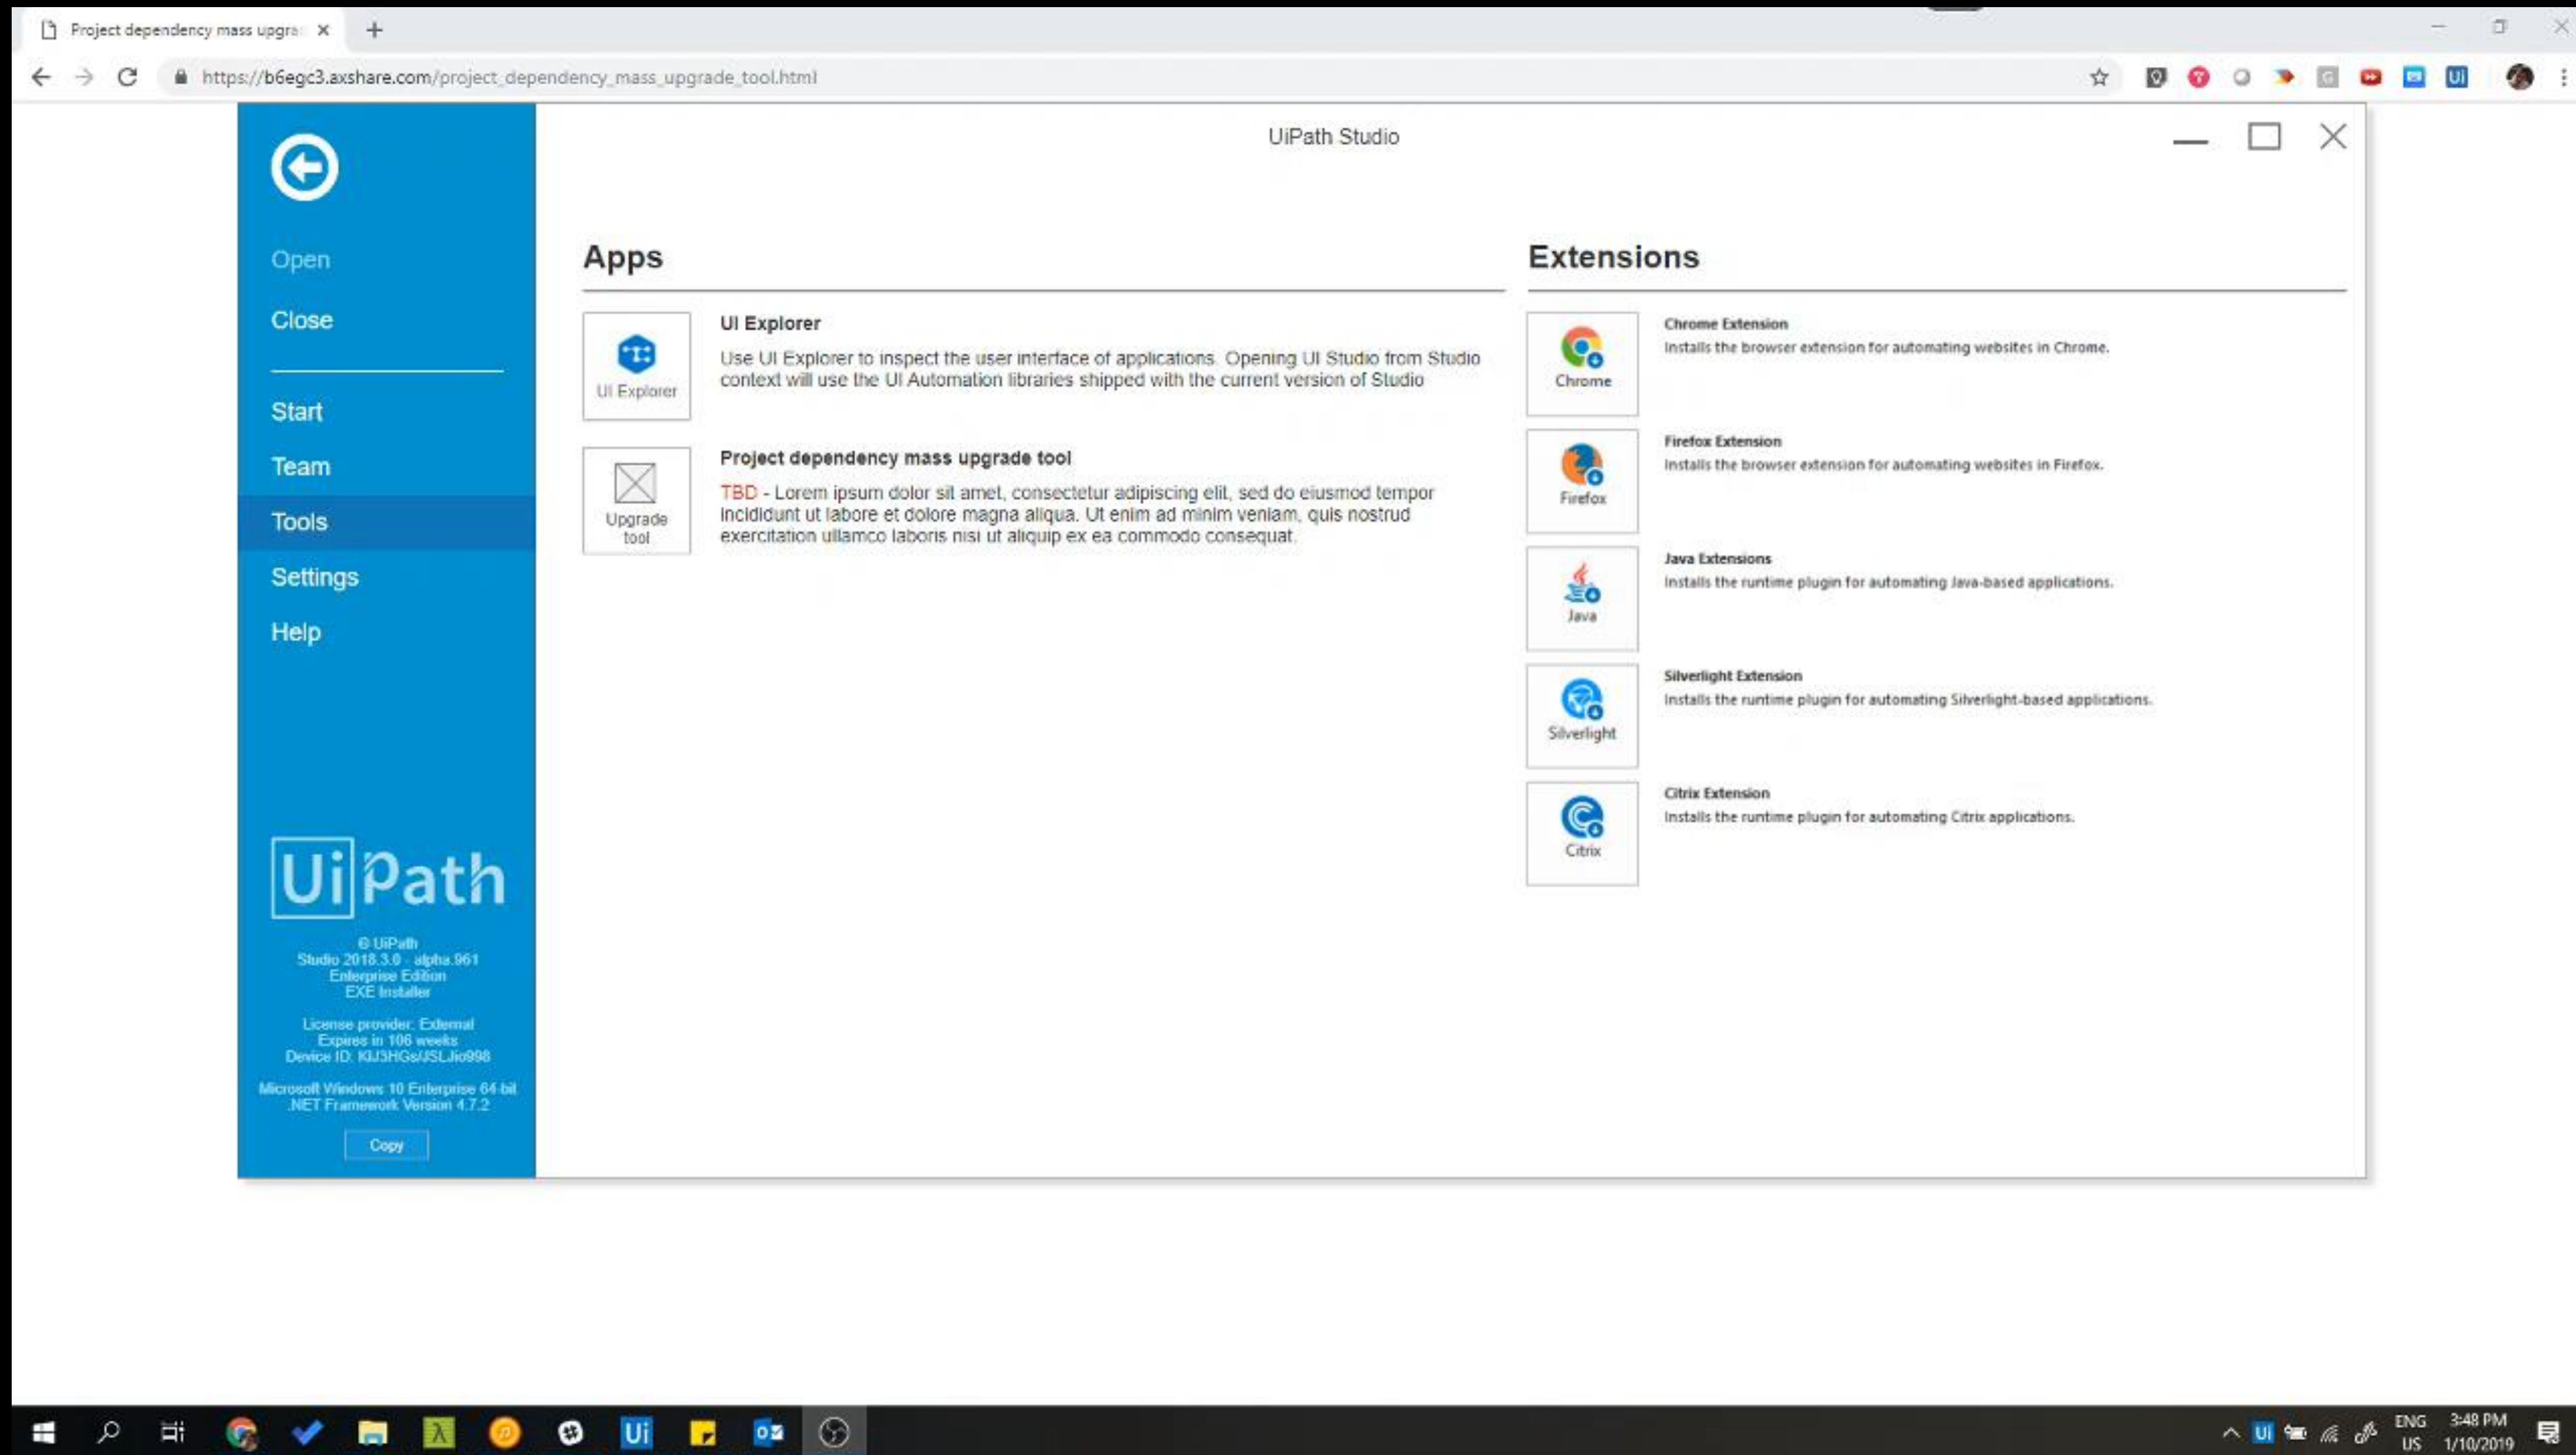 Project dependency mass upgra
https://b6egc3.axshare.com/project_dependency_mass_upgrade_tool.html
UiPath Studio
Open
Close
Start
Team
Tools
Settings
Help
UiPath
© UiPath
Studio 2018.3.0 - alpha.961
Enterprise Edition
EXE Installer
License provider: External
Expires in 106 weeks
Device ID:
Microsoft Windows 10 Enterprise 64-bit
.NET Framework Version 4.7.2
Copy
Apps
UI Explorer
UI Explorer
Use UI Explorer to inspect the user interface of applications. Opening UI Studio from Studio
context will use the UI Automation libraries shipped with the current version of Studio
Upgrade
tool
Project dependency mass upgrade tool
TBD - Lorem ipsum dolor sit amet, consectetur adipiscing elit, sed do eiusmod tempor
incididunt ut labore et dolore magna aliqua. Ut enim ad minim veniam, quis nostrud
exercitation ullamco laboris nisi ut aliquip ex ea commodo consequat.
Extensions
Chrome
Chrome Extension
Installs the browser extension for automating websites in Chrome.
Firefox
Firefox Extension
Installs the browser extension for automating websites in Firefox.
Java
Java Extensions
Installs the runtime plugin for automating Java-based applications.
Silverlight
Silverlight Extension
Installs the runtime plugin for automating Silverlight-based applications.
Citrix
Citrix Extension
Installs the runtime plugin for automating Citrix applications.
Ui
Ui
ENG
US
3:48 PM
1/10/2019